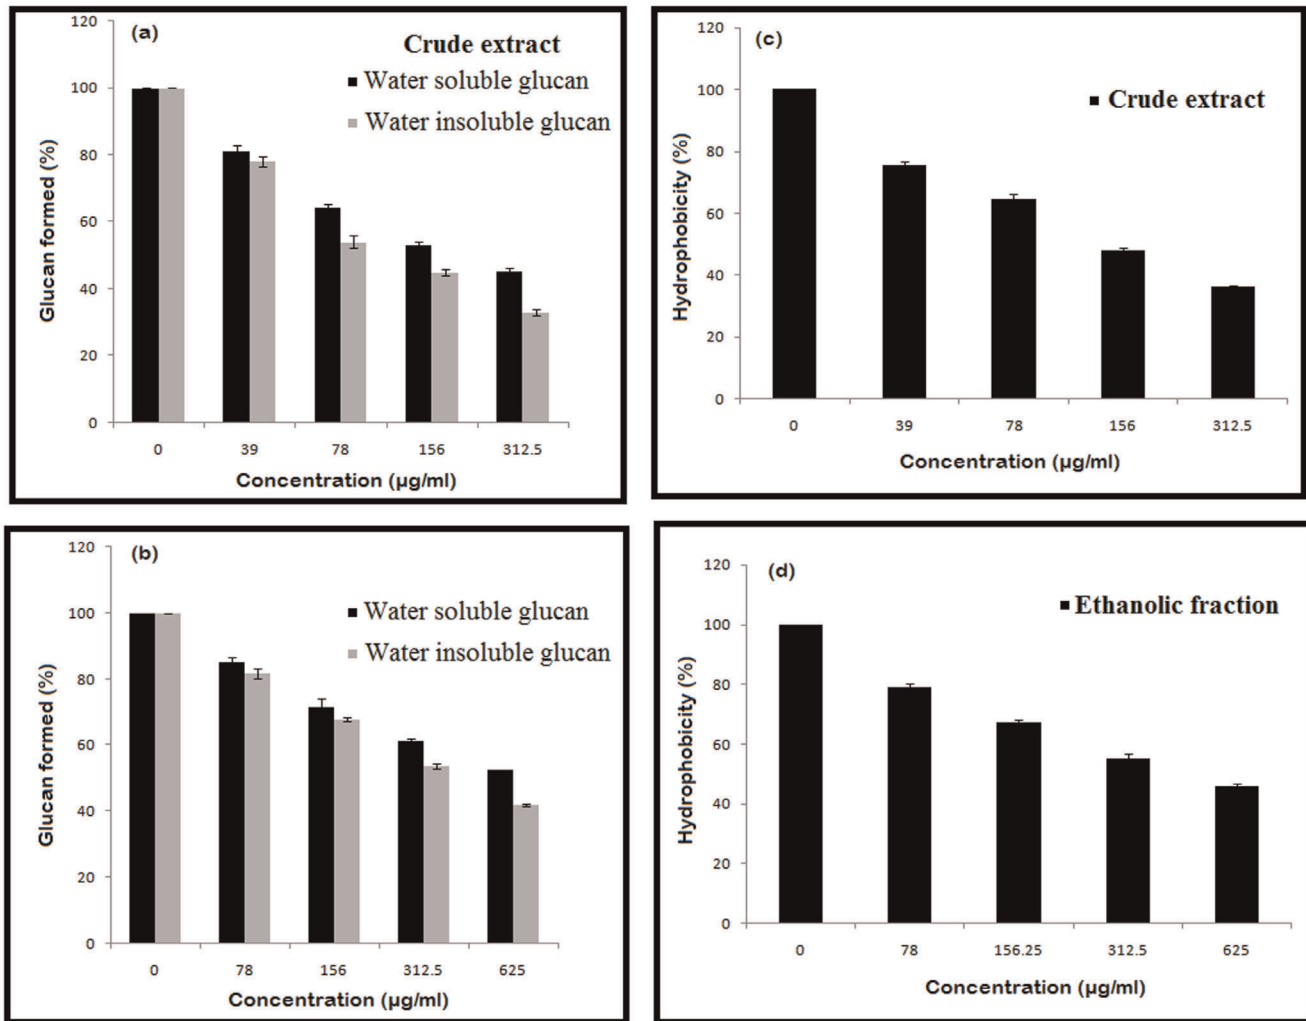 (a)
Crude extract
Water soluble glucan
Water insoluble glucan
Glucan formed (%)
120
100
80
60
40
20
0
0 39 78 156 312.5
Concentration (µg/ml)
(c)
Crude extract
Hydrophobicity (%)
120
100
80
60
40
20
0
0 39 78 156 312.5
Concentration (µg/ml)
(b)
Water soluble glucan
Water insoluble glucan
Glucan formed (%)
120
100
80
60
40
20
0
0 78 156 312.5 625
Concentration (µg/ml)
(d)
Ethanolic fraction
Hydrophobicity (%)
120
100
80
60
40
20
0
0 78 156.25 312.5 625
Concentration (µg/ml)